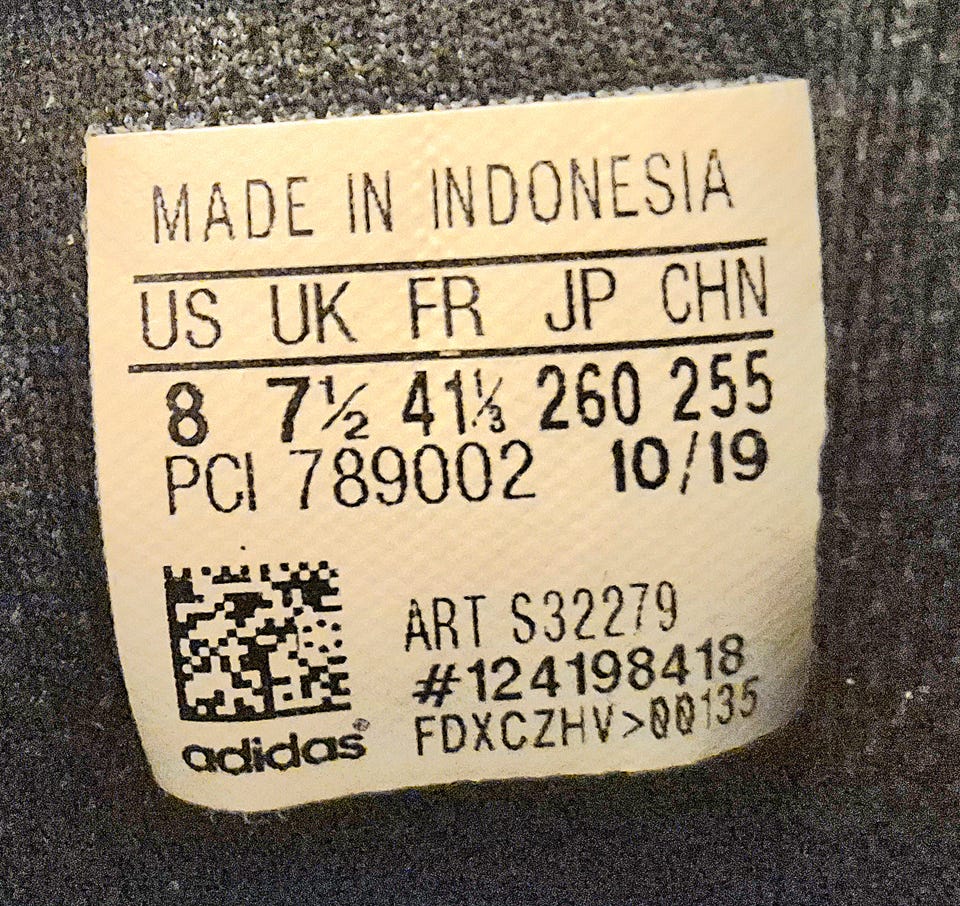 MADE IN INDONESIA
US UK FR JP CHN
8 7½ 41⅓ 260 255
PCI 789002 10/19
ART S32279
#124198418
FDXCZHV>00135
adidas®